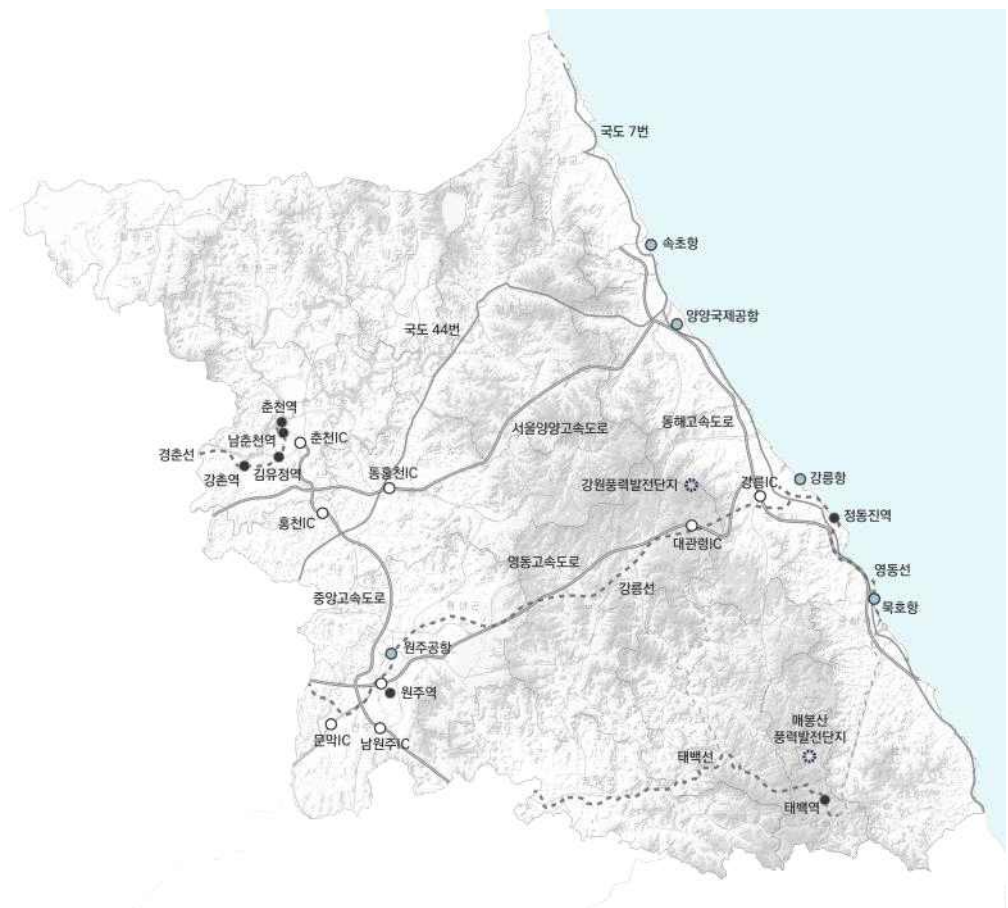 국도 7번
속초항
양양국제공항
국도 44번
춘천역
남춘천역
춘천IC
경춘선
강촌역
김유정역
동홍천IC
서울양양고속도로
동해고속도로
강원풍력발전단지
강릉IC
강릉항
정동진역
홍천IC
대관령IC
영동고속도로
강릉선
영동선
묵호항
중앙고속도로
원주공항
원주역
문막IC
남원주IC
매봉산
풍력발전단지
태백선
태백역